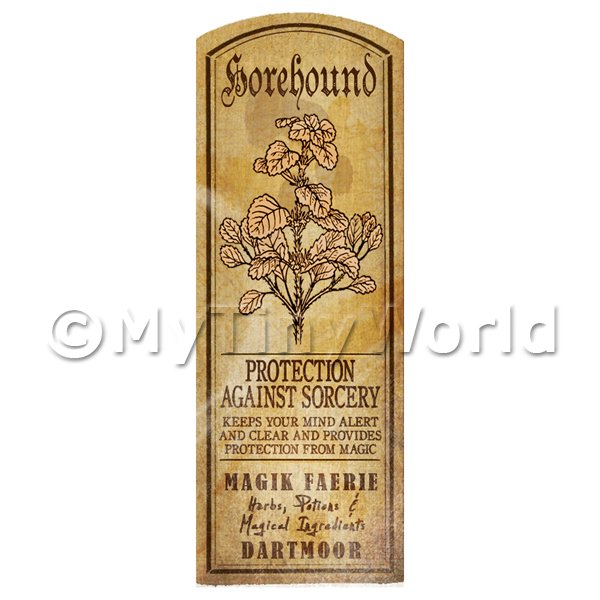 Horehound
©MyTinyWorld
PROTECTION
AGAINST SORCERY
KEEPS YOUR MIND ALERT
AND CLEAR AND PROVIDES
PROTECTION FROM MAGIC
MAGIK FAERIE
Herbs, Potions &
Magical Ingredients
DARTMOOR